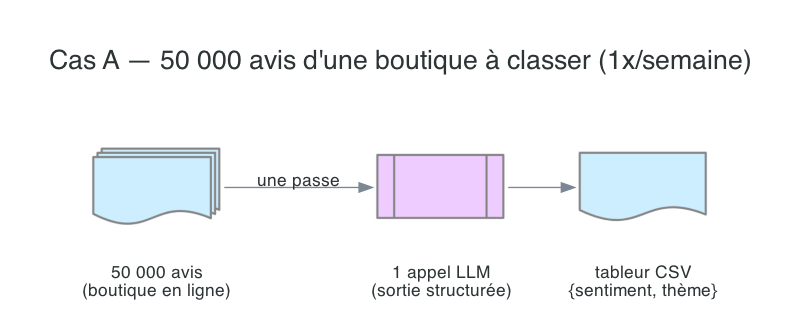 Cas A — 50 000 avis d'une boutique à classer (1x/semaine)
une passe
50 000 avis
(boutique en ligne)
1 appel LLM
(sortie structurée)
tableur CSV
{sentiment, thème}